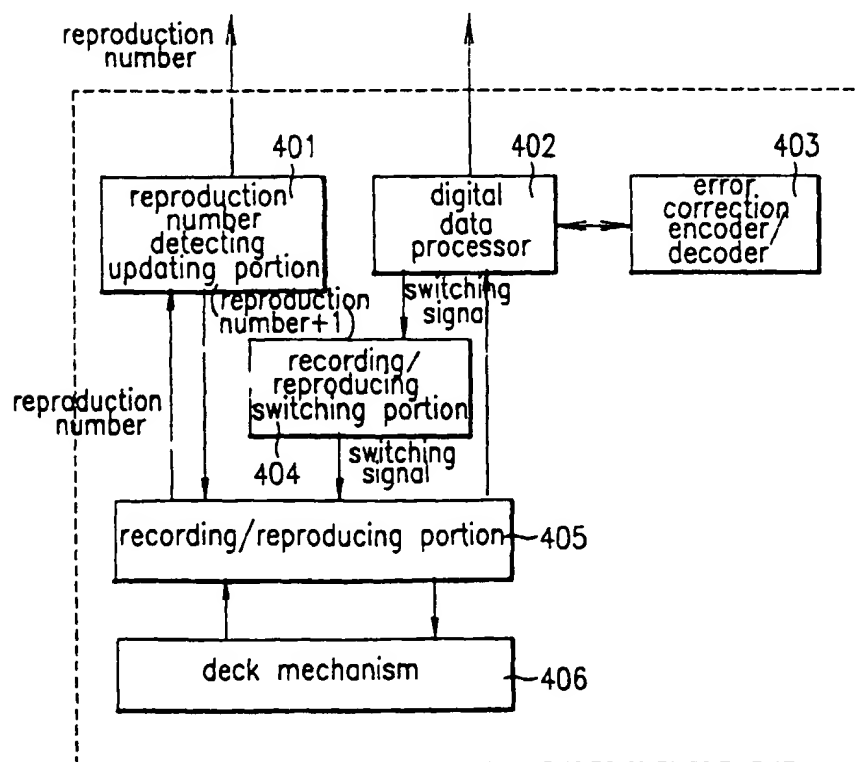 reproduction
number
401
402
403
reproduction
number
detecting
updating portion
digital
data
processor
error
correction
encoder/
decoder
(reproduction
number+1)
switching
signal
recording/
reproducing
switching portion
404
reproduction
number
switching
signal
recording/reproducing portion
405
deck mechanism
406